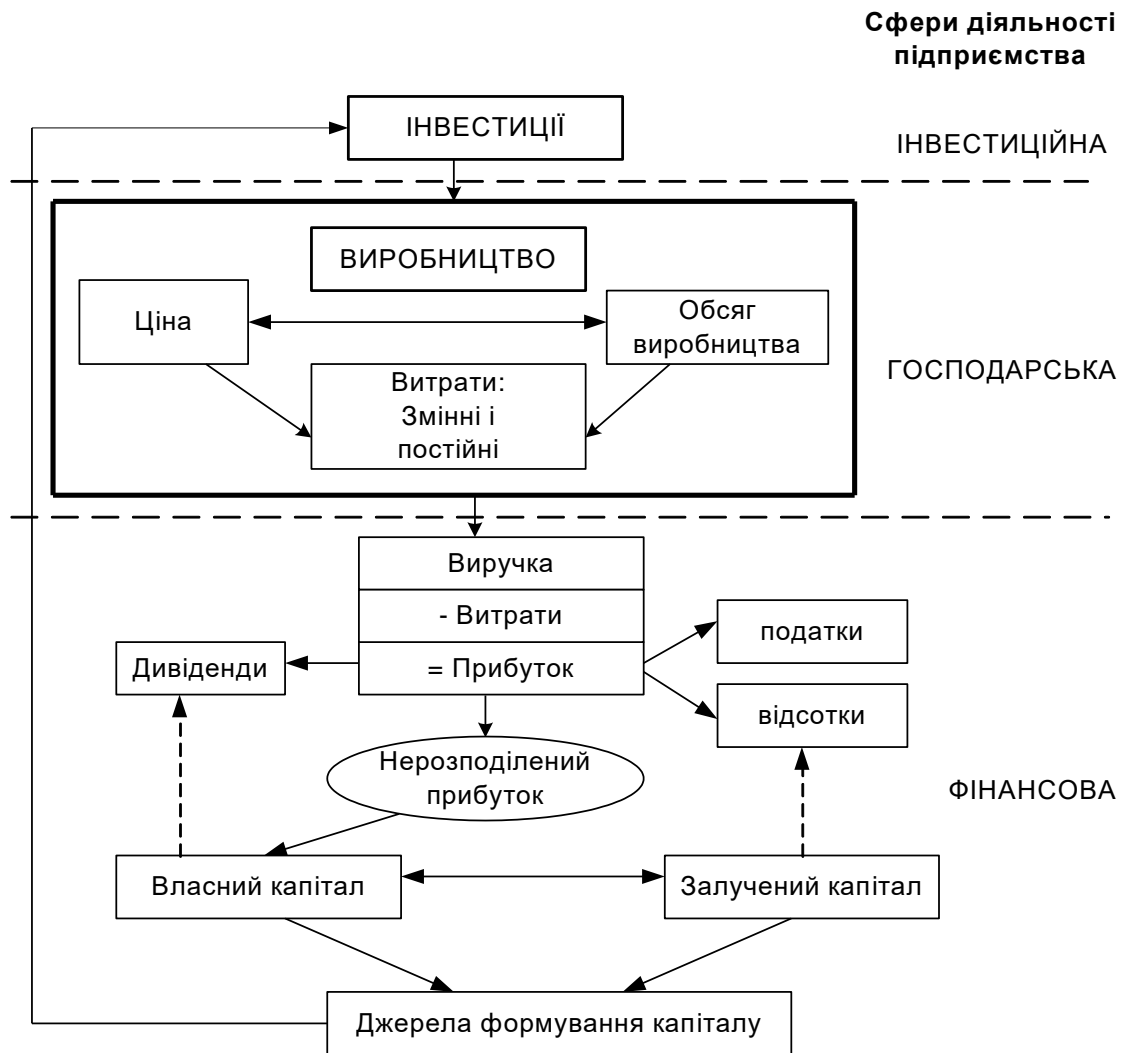 Сфери діяльності
підприємства
ІНВЕСТИЦІЇ
ІНВЕСТИЦІЙНА
ВИРОБНИЦТВО
Ціна
Обсяг
виробництва
Витрати:
Змінні і
постійні
ГОСПОДАРСЬКА
Виручка
- Витрати
= Прибуток
податки
Дивіденди
відсотки
Нерозподілений
прибуток
ФІНАНСОВА
Власний капітал
Залучений капітал
Джерела формування капіталу